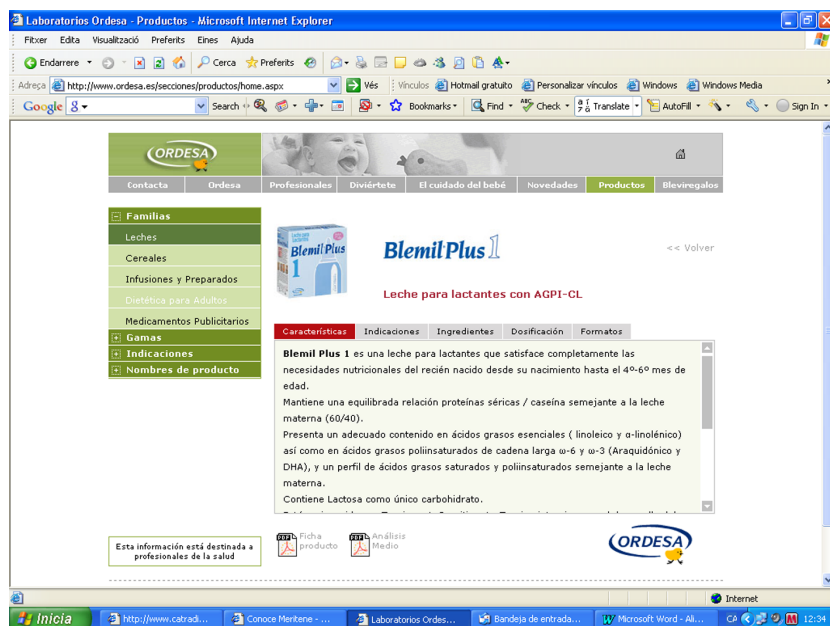 Laboratorios Ordesa - Productos - Microsoft Internet Explorer
Fitxer Edita Visualització Preferits Eines Ajuda
Endarrere Cerca Preferits
Adreça http://www.ordesa.es/secciones/productos/home.aspx Vés Vínculos Hotmail gratuito Personalizar vínculos Windows Windows Media
Google Search Bookmarks Find Check Translate AutoFill Sign In
ORDESA
Contacta Ordesa Profesionales Diviértete El cuidado del bebé Novedades Productos Bleviregalos
Familias
Leches
Cereales
Infusiones y Preparados
Dietética para Adultos
Medicamentos Publicitarios
Gamas
Indicaciones
Nombres de producto
Blemil Plus
1
Blemil Plus 1
<< Volver
Leche para lactantes con AGPI-CL
Características Indicaciones Ingredientes Dosificación Formatos
Blemil Plus 1 es una leche para lactantes que satisface completamente las
necesidades nutricionales del recién nacido desde su nacimiento hasta el 4º-6º mes de
edad.
Mantiene una equilibrada relación proteínas séricas / caseína semejante a la leche
materna (60/40).
Presenta un adecuado contenido en ácidos grasos esenciales ( linoleico y α-linolénico)
así como en ácidos grasos poliinsaturados de cadena larga ω-6 y ω-3 (Araquidónico y
DHA), y un perfil de ácidos grasos saturados y poliinsaturados semejante a la leche
materna.
Contiene Lactosa como único carbohidrato.
Esta información está destinada a
profesionales de la salud
Ficha
producto
Análisis
Medio
ORDESA
Internet
Inicia http://www.catradi... Conoce Meritene - ... Laboratorios Ordes... Bandeja de entrada... Microsoft Word - Al... CA 12:34